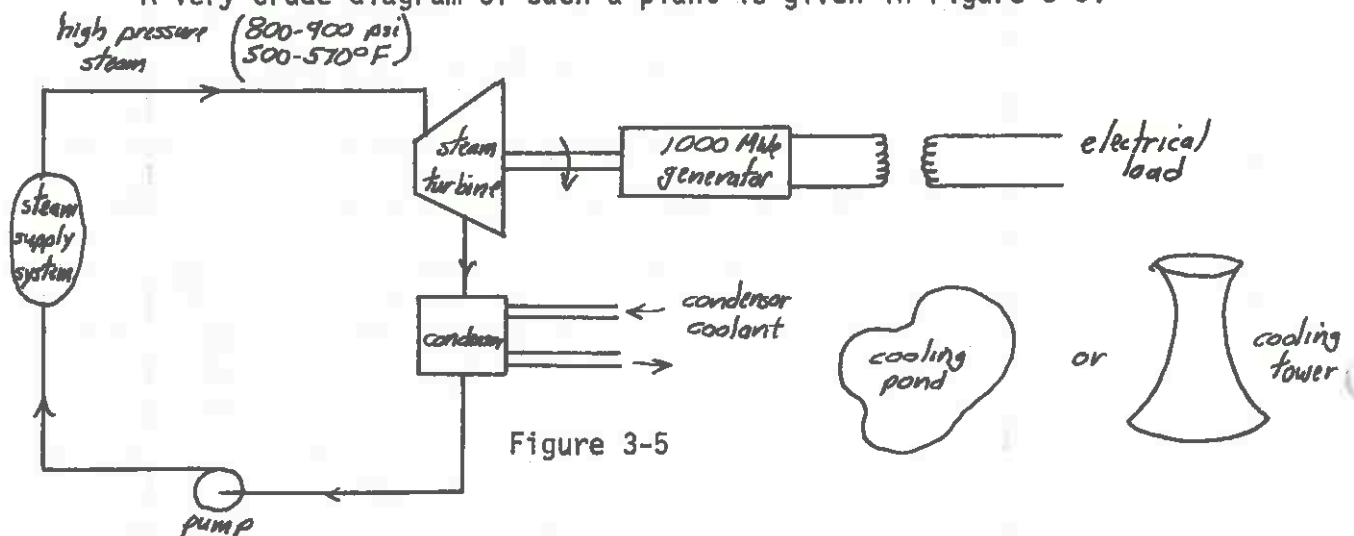 A very crude diagram of such a plant is given in Figure 3-5.
high pressure
steam
(800-900 psi
500-570°F)
steam
supply
system
steam
turbine
1000 MWe
generator
electrical
load
condensor
coolant
cooling
pond
or
cooling
tower
Figure 3-5
pump